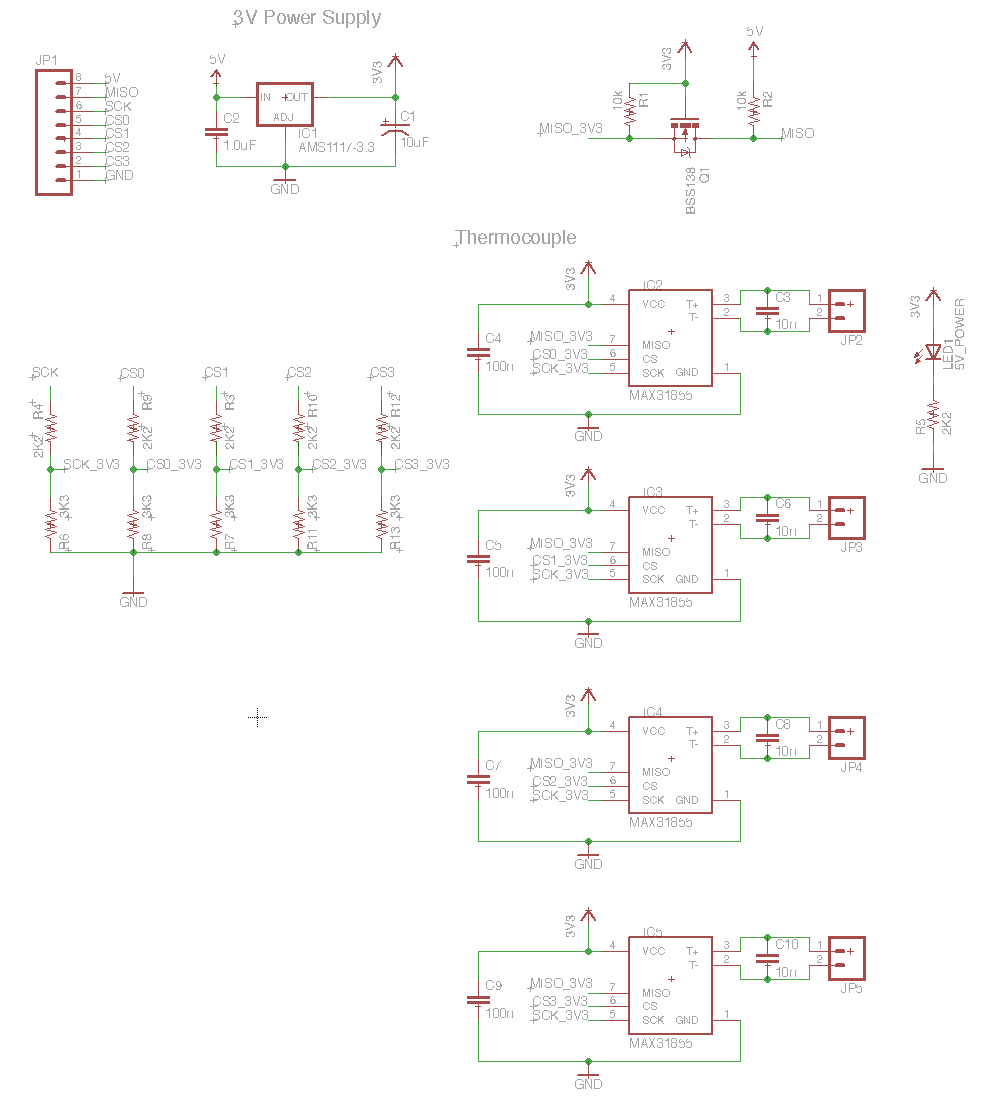 3V Power Supply
JP1
8 5V
7 MISO
6 SCK
5 CS0
4 CS1
3 CS2
2 CS3
1 GND
5V
C2
1.0uF
IN OUT
ADJ
IC1
AMS111/-3.3
3V3
C1
10uF
GND
3V3
5V
10k
R1
10k
R2
MISO_3V3
MISO
BSS138
Q1
Thermocouple
SCK
CS0
CS1
CS2
CS3
R4
2K2
R9
2K2
R3
2K2
R10
2K2
R12
2K2
SCK_3V3
CS0_3V3
CS1_3V3
CS2_3V3
CS3_3V3
3K3
R6
3K3
R8
3K3
R7
3K3
R11
3K3
R13
GND
3V3
IC2
C4
100n
MISO_3V3
CS0_3V3
SCK_3V3
4 VCC T+ 3
T- 2
7 MISO
6 CS
5 SCK GND 1
MAX31855
C3
10n
1
2
JP2
GND
3V3
LED1
5V_POWER
R5
2K2
GND
3V3
IC3
C5
100n
MISO_3V3
CS1_3V3
SCK_3V3
4 VCC T+ 3
T- 2
7 MISO
6 CS
5 SCK GND 1
MAX31855
C6
10n
1
2
JP3
GND
3V3
IC4
C7
100n
MISO_3V3
CS2_3V3
SCK_3V3
4 VCC T+ 3
T- 2
7 MISO
6 CS
5 SCK GND 1
MAX31855
C8
10n
1
2
JP4
GND
3V3
IC5
C9
100n
MISO_3V3
CS3_3V3
SCK_3V3
4 VCC T+ 3
T- 2
7 MISO
6 CS
5 SCK GND 1
MAX31855
C10
10n
1
2
JP5
GND